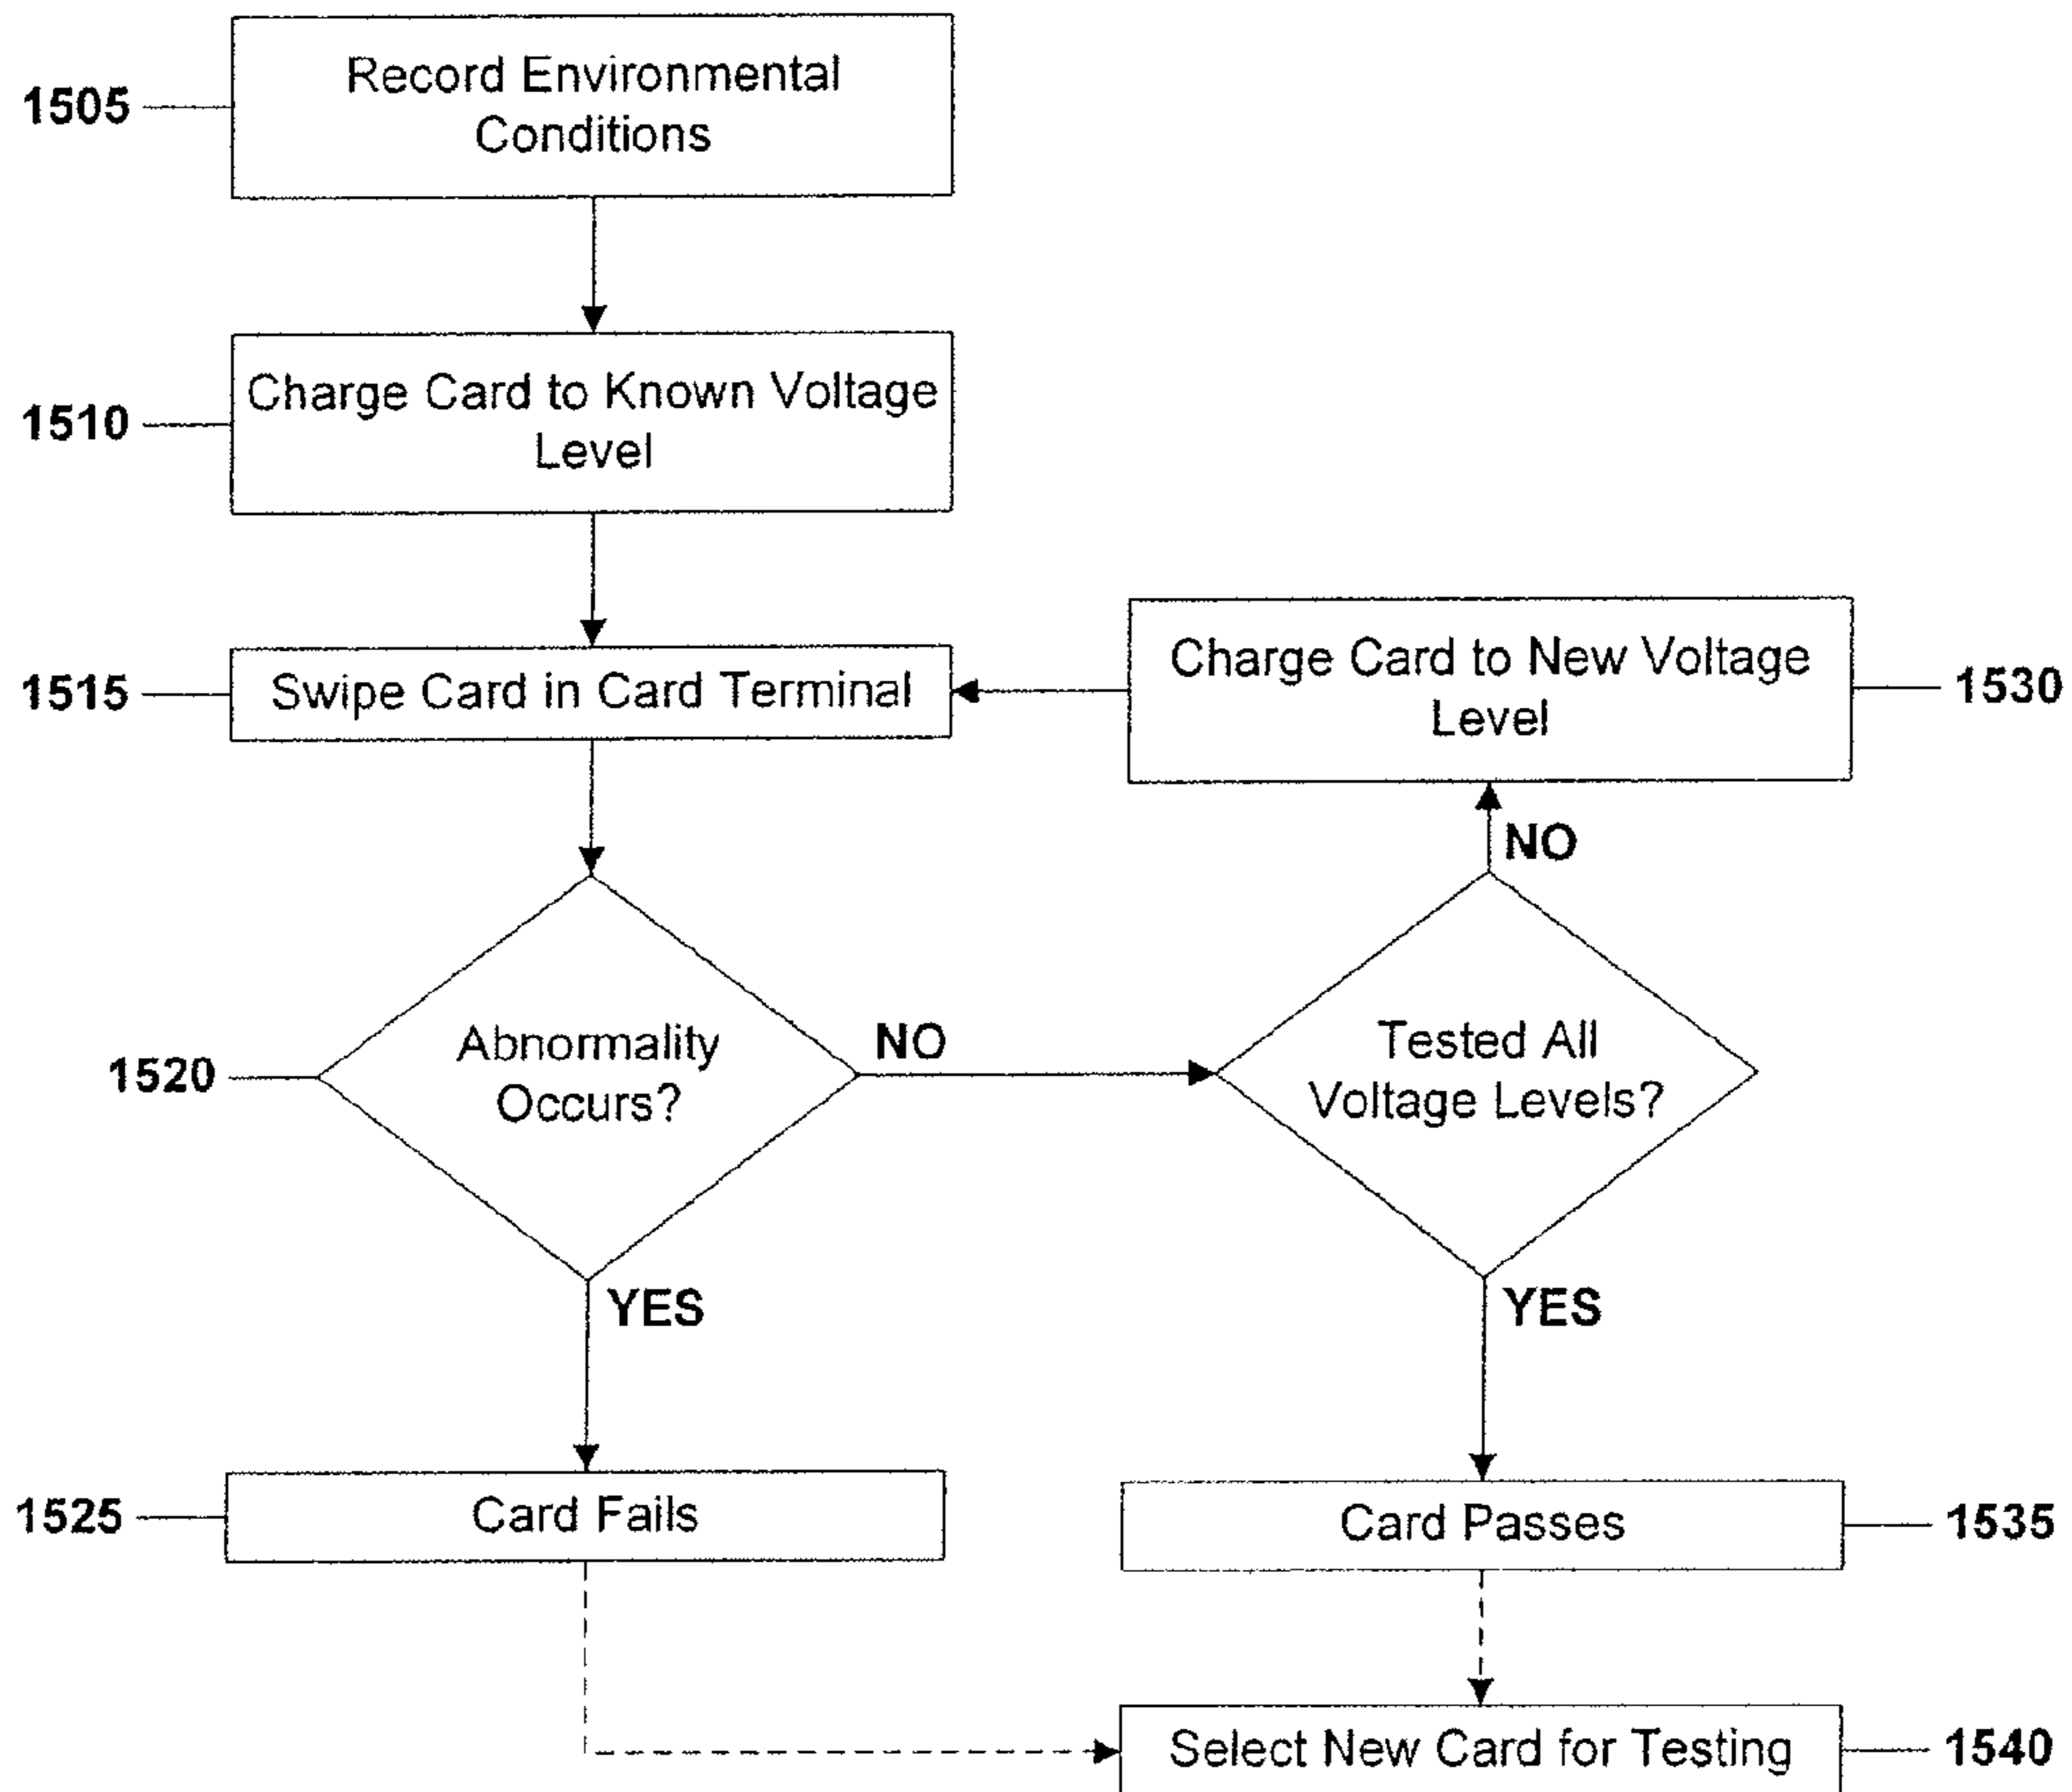 1505
Record Environmental
Conditions
1510
Charge Card to Known Voltage
Level
1515
Swipe Card in Card Terminal
Charge Card to New Voltage
Level
1530
NO
1520
Abnormality
Occurs?
NO
Tested All
Voltage Levels?
YES
YES
1525
Card Fails
Card Passes
1535
Select New Card for Testing
1540